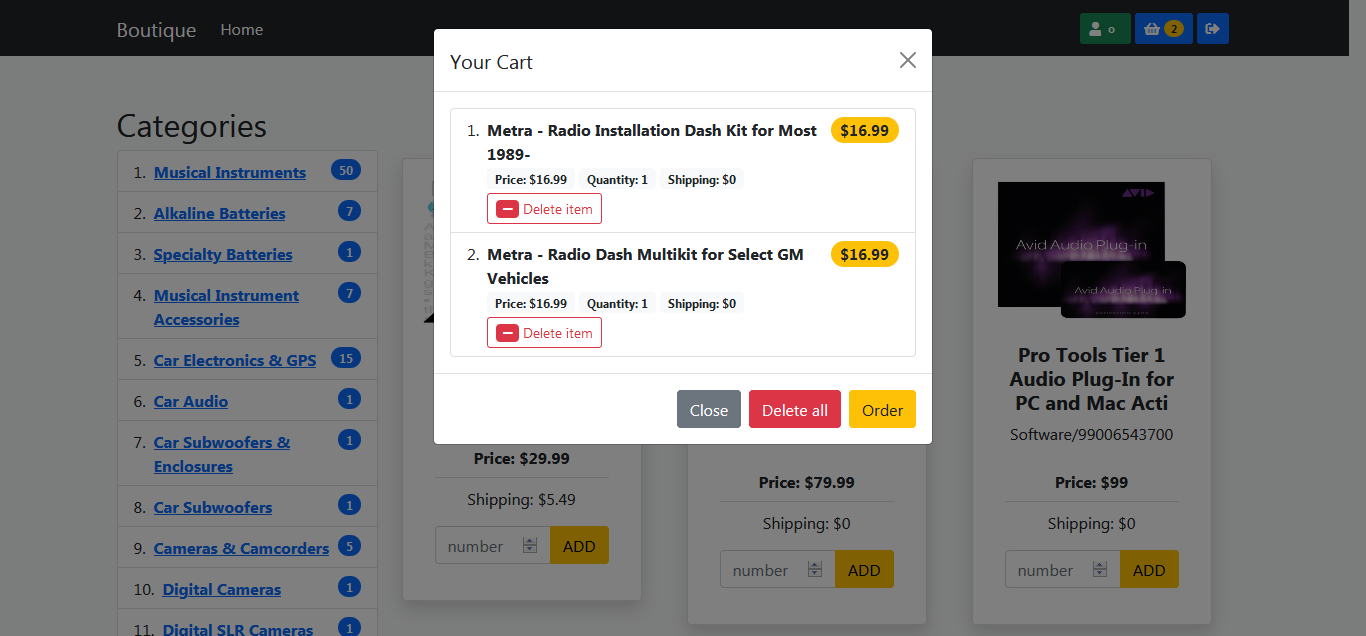 Boutique Home o 2
Your Cart
1. Metra - Radio Installation Dash Kit for Most
1989-
$16.99
Price: $16.99 Quantity: 1 Shipping: $0
Delete item
2. Metra - Radio Dash Multikit for Select GM
Vehicles
$16.99
Price: $16.99 Quantity: 1 Shipping: $0
Delete item
Close Delete all Order
Categories
1. Musical Instruments 50
2. Alkaline Batteries 7
3. Specialty Batteries 1
4. Musical Instrument
Accessories
7
5. Car Electronics & GPS 15
6. Car Audio 1
7. Car Subwoofers &
Enclosures
1
8. Car Subwoofers 1
9. Cameras & Camcorders 5
10. Digital Cameras 1
11. Digital SLR Cameras 1
Price: $29.99
Shipping: $5.49
number ADD
Price: $79.99
Shipping: $0
number ADD
AVID
Avid Audio Plug-in
Avid Audio Plug-in
Pro Tools Tier 1
Audio Plug-In for
PC and Mac Acti
Software/99006543700
Price: $99
Shipping: $0
number ADD